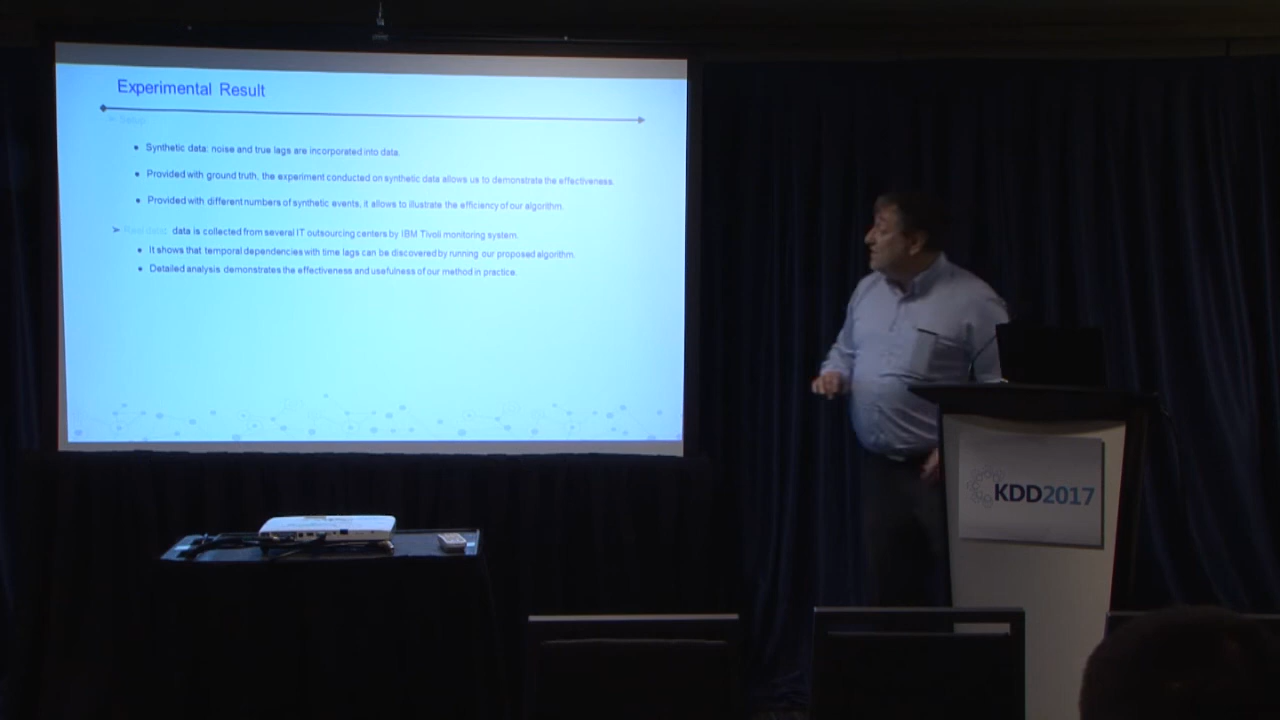 Experimental Result
➢ Setup
• Synthetic data: noise and true lags are incorporated into data.
• Provided with ground truth, the experiment conducted on synthetic data allows us to demonstrate the effectiveness.
• Provided with different numbers of synthetic events, it allows to illustrate the efficiency of our algorithm.
➢ Real data: data is collected from several IT outsourcing centers by IBM Tivoli monitoring system.
• It shows that temporal dependencies with time lags can be discovered by running our proposed algorithm.
• Detailed analysis demonstrates the effectiveness and usefulness of our method in practice.
KDD2017